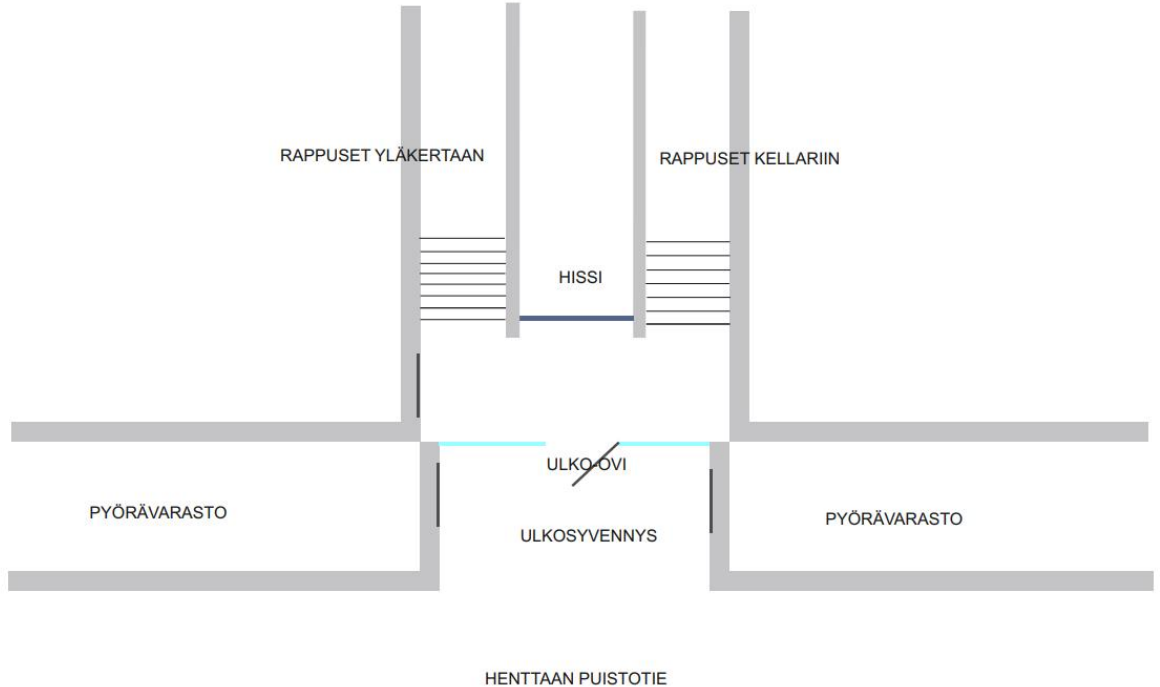 RAPPUSET YLÄKERTAAN
RAPPUSET KELLARIIN
HISSI
ULKO-OVI
PYÖRÄVARASTO
ULKOSYVENNYS
PYÖRÄVARASTO
HENTTAAN PUISTOTIE